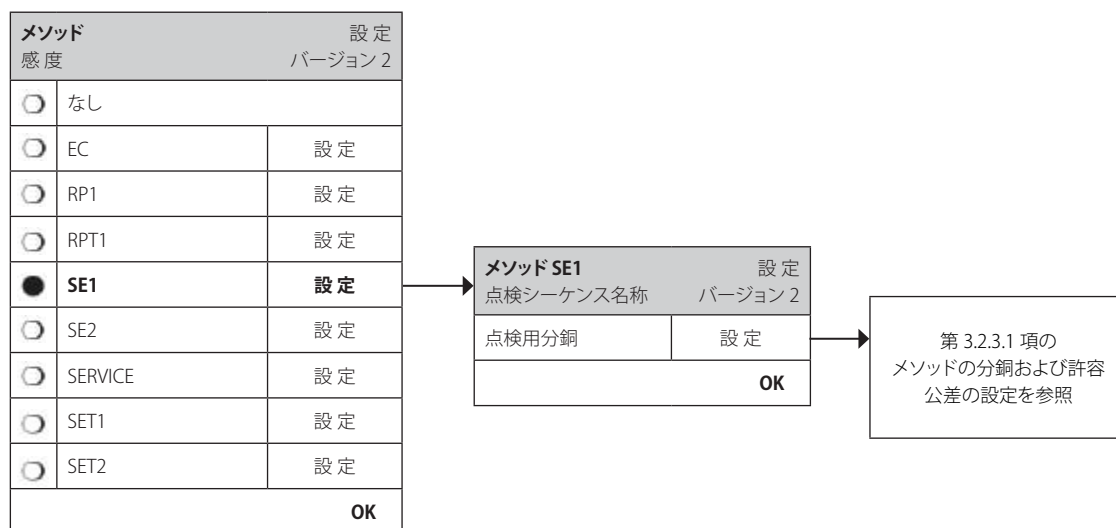 メソッド 設定
感度 バージョン 2
なし
EC 設定
RP1 設定
RPT1 設定
SE1 設定
SE2 設定
SERVICE 設定
SET1 設定
SET2 設定
OK
メソッド SE1 設定
点検シーケンス名称 バージョン 2
点検用分銅 設定
OK
第 3.2.3.1 項の
メソッドの分銅および許容
公差の設定を参照